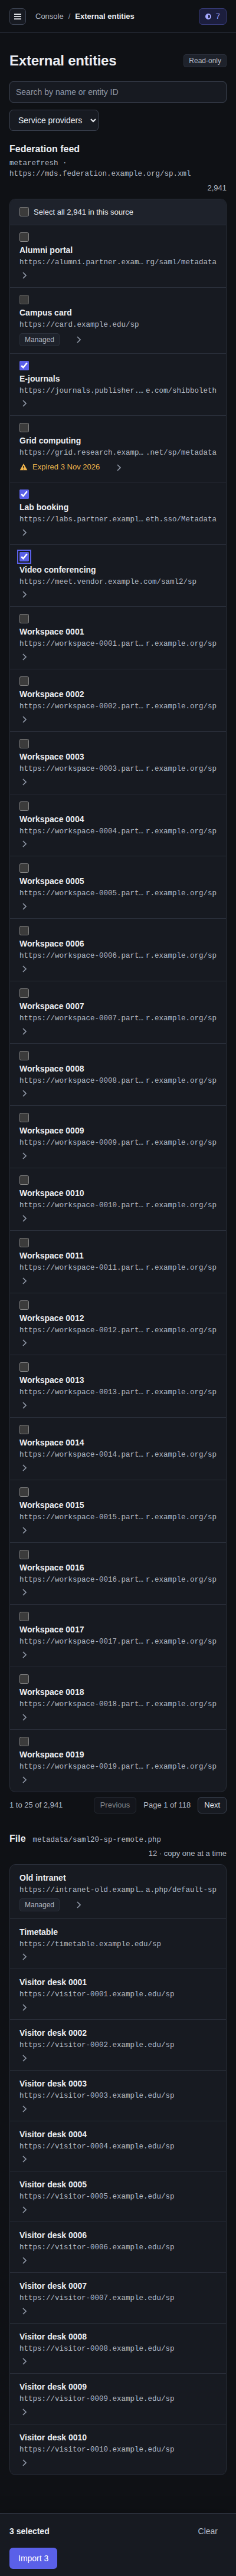 Console / External entities
7
External entities
Read-only
Search by name or entity ID
Service providers
Federation feed
metarefresh ·
https://mds.federation.example.org/sp.xml
2,941
Select all 2,941 in this source
Alumni portal
https://alumni.partner.exam… rg/saml/metadata
Campus card
https://card.example.edu/sp
Managed
E-journals
https://journals.publisher.… e.com/shibboleth
Grid computing
https://grid.research.examp… .net/sp/metadata
Expired 3 Nov 2026
Lab booking
https://labs.partner.exampl… eth.sso/Metadata
Video conferencing
https://meet.vendor.example.com/saml2/sp
Workspace 0001
https://workspace-0001.part… r.example.org/sp
Workspace 0002
https://workspace-0002.part… r.example.org/sp
Workspace 0003
https://workspace-0003.part… r.example.org/sp
Workspace 0004
https://workspace-0004.part… r.example.org/sp
Workspace 0005
https://workspace-0005.part… r.example.org/sp
Workspace 0006
https://workspace-0006.part… r.example.org/sp
Workspace 0007
https://workspace-0007.part… r.example.org/sp
Workspace 0008
https://workspace-0008.part… r.example.org/sp
Workspace 0009
https://workspace-0009.part… r.example.org/sp
Workspace 0010
https://workspace-0010.part… r.example.org/sp
Workspace 0011
https://workspace-0011.part… r.example.org/sp
Workspace 0012
https://workspace-0012.part… r.example.org/sp
Workspace 0013
https://workspace-0013.part… r.example.org/sp
Workspace 0014
https://workspace-0014.part… r.example.org/sp
Workspace 0015
https://workspace-0015.part… r.example.org/sp
Workspace 0016
https://workspace-0016.part… r.example.org/sp
Workspace 0017
https://workspace-0017.part… r.example.org/sp
Workspace 0018
https://workspace-0018.part… r.example.org/sp
Workspace 0019
https://workspace-0019.part… r.example.org/sp
1 to 25 of 2,941
Previous
Page 1 of 118
Next
File metadata/saml20-sp-remote.php
12 · copy one at a time
Old intranet
https://intranet-old.exampl… a.php/default-sp
Managed
Timetable
https://timetable.example.edu/sp
Visitor desk 0001
https://visitor-0001.example.edu/sp
Visitor desk 0002
https://visitor-0002.example.edu/sp
Visitor desk 0003
https://visitor-0003.example.edu/sp
Visitor desk 0004
https://visitor-0004.example.edu/sp
Visitor desk 0005
https://visitor-0005.example.edu/sp
Visitor desk 0006
https://visitor-0006.example.edu/sp
Visitor desk 0007
https://visitor-0007.example.edu/sp
Visitor desk 0008
https://visitor-0008.example.edu/sp
Visitor desk 0009
https://visitor-0009.example.edu/sp
Visitor desk 0010
https://visitor-0010.example.edu/sp
3 selected
Clear
Import 3